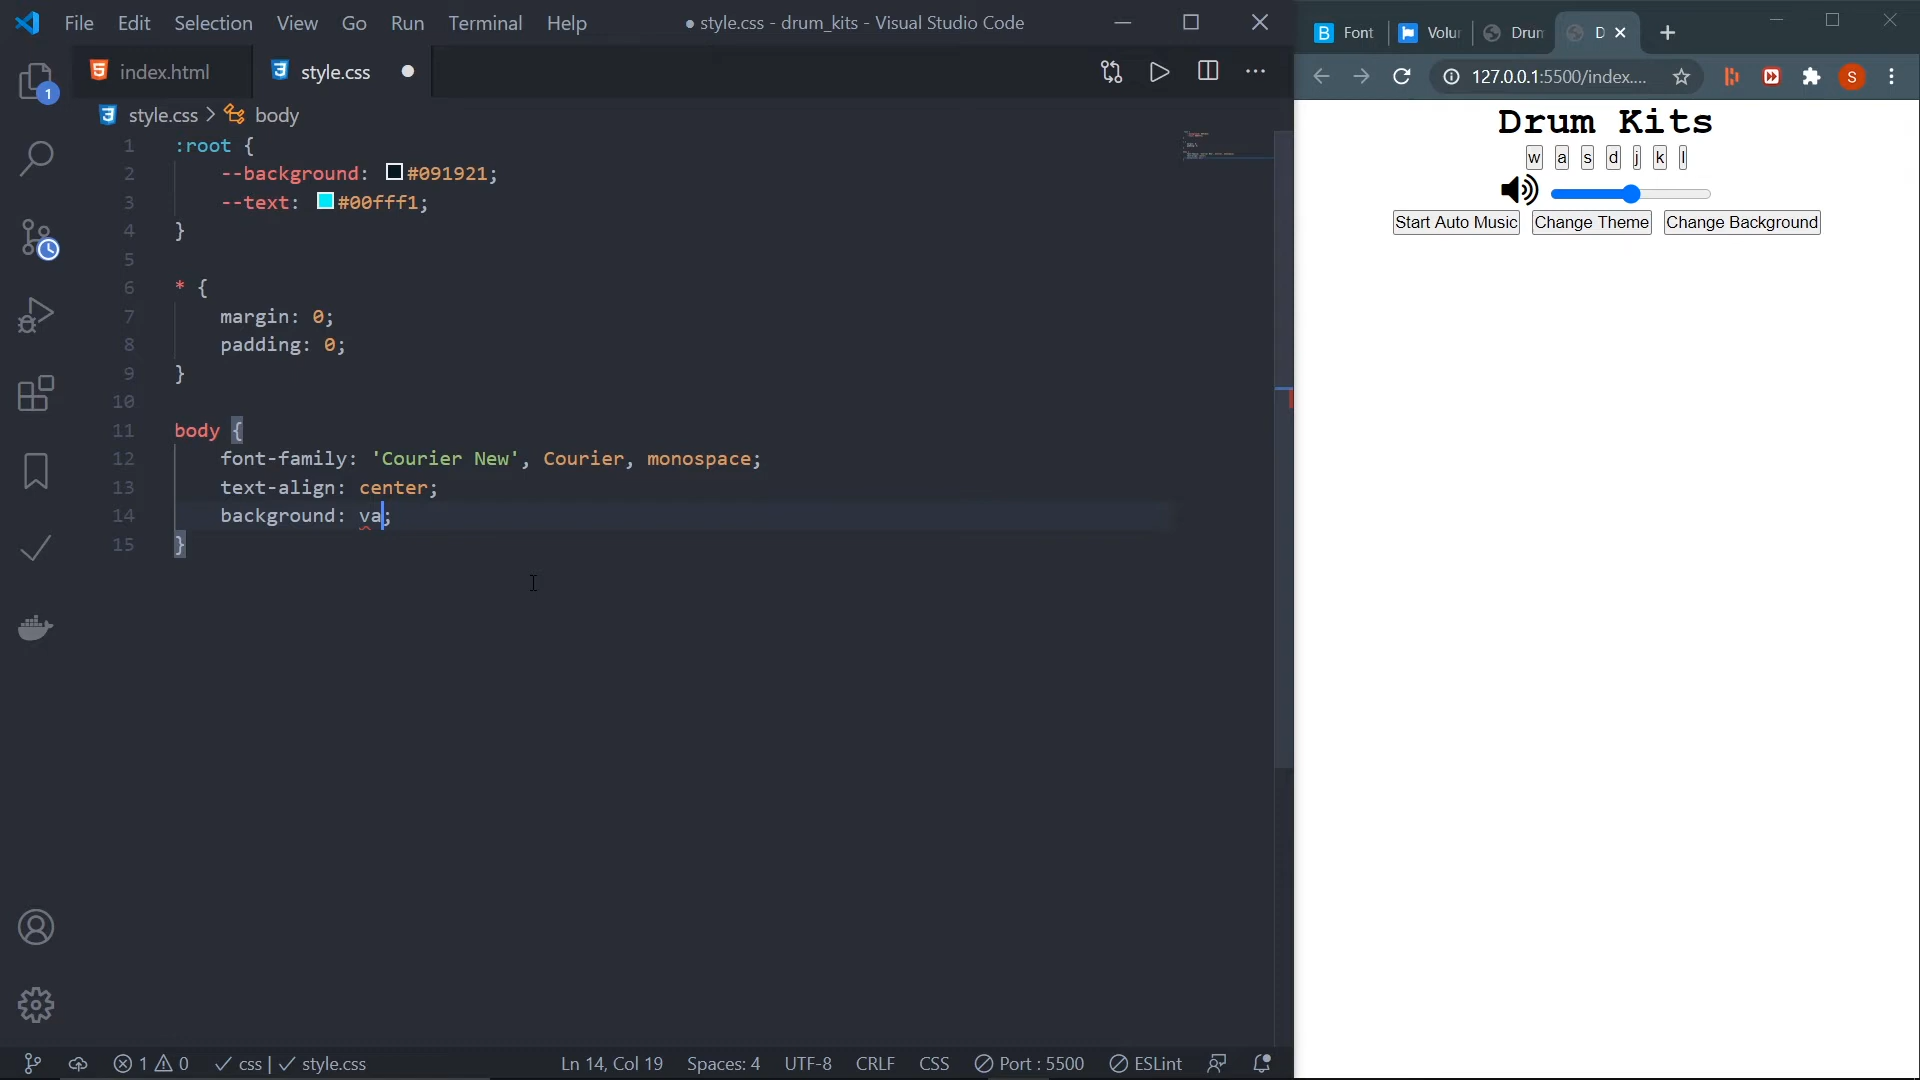 File Edit Selection View Go Run Terminal Help ● style.css - drum_kits - Visual Studio Code
index.html style.css
style.css > body
1 :root {
2 --background: #091921;
3 --text: #00fff1;
4 }
5
6 * {
7 margin: 0;
8 padding: 0;
9 }
10
11 body {
12 font-family: 'Courier New', Courier, monospace;
13 text-align: center;
14 background: va;
15 }
1
css | style.css
1 0
Ln 14, Col 19 Spaces: 4 UTF-8 CRLF CSS Port : 5500 ESLint
B Font Volur Drum D
127.0.0.1:5500/index.... S
Drum Kits
w a s d j k l
Start Auto Music Change Theme Change Background